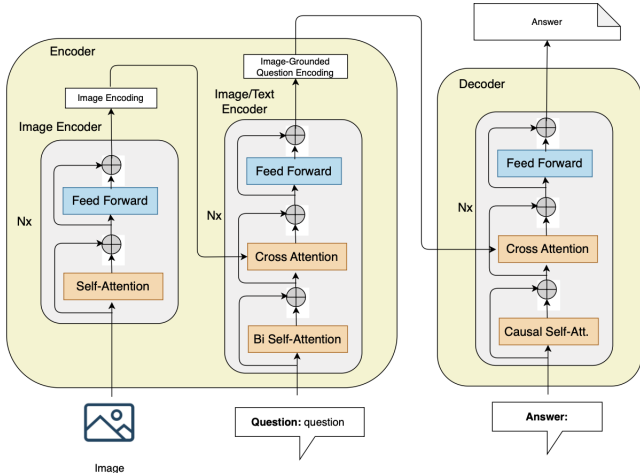 Encoder
Image Encoding
Image Encoder
Nx
Feed Forward
Self-Attention
Image
Image-Grounded
Question Encoding
Image/Text
Encoder
Nx
Feed Forward
Cross Attention
Bi Self-Attention
Question: question
Answer
Decoder
Nx
Feed Forward
Cross Attention
Causal Self-Att.
Answer: